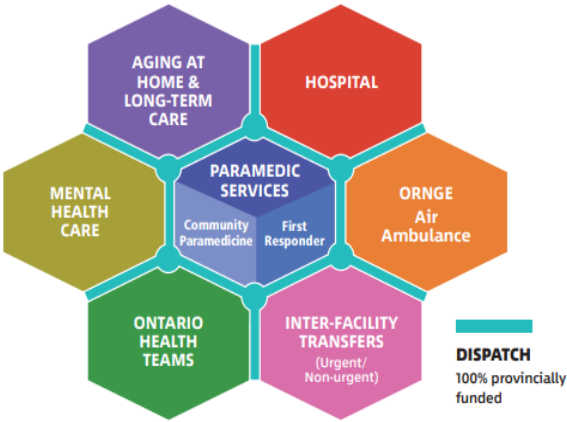 AGING AT
HOME &
LONG-TERM
CARE
HOSPITAL
MENTAL
HEALTH
CARE
PARAMEDIC
SERVICES
Community
Paramedicine
First
Responder
ORNGE
Air
Ambulance
ONTARIO
HEALTH
TEAMS
INTER-FACILITY
TRANSFERS
(Urgent/
Non-urgent)
DISPATCH
100% provincially
funded